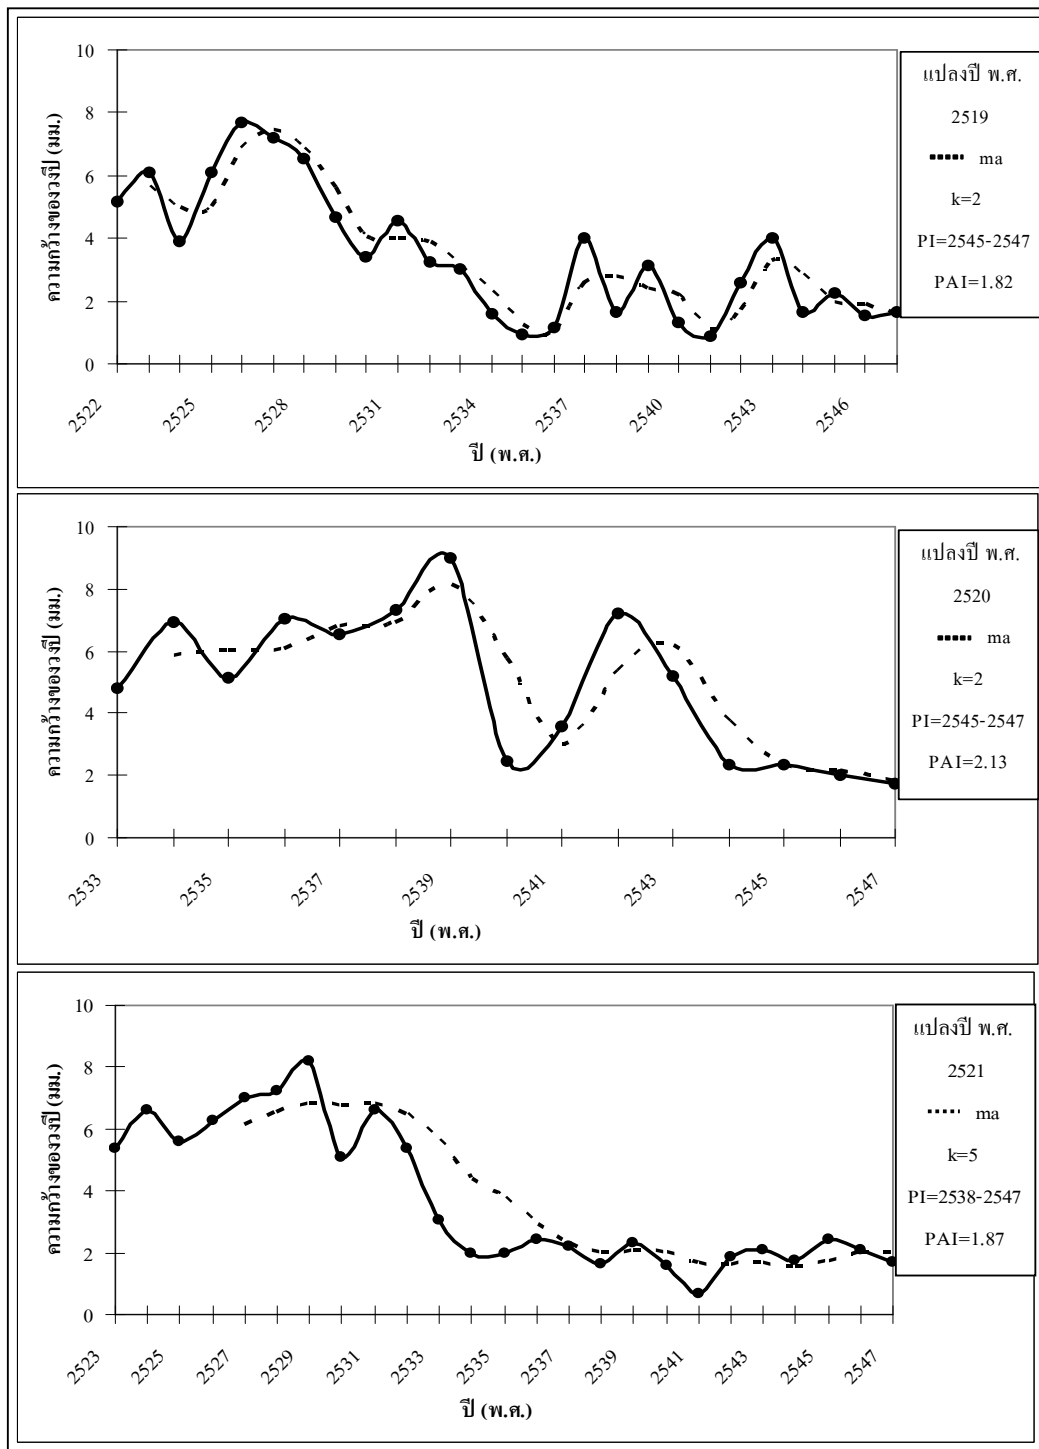 10
8
6
4
2
0
ความกว้างของวงปี (มม.)
2522
2525
2528
2531
2534
2537
2540
2543
2546
ปี (พ.ศ.)
แปลงปี พ.ศ.
2519
ma
k=2
PI=2545-2547
PAI=1.82
10
8
6
4
2
0
ความกว้างของวงปี (มม.)
2533
2535
2537
2539
2541
2543
2545
2547
ปี (พ.ศ.)
แปลงปี พ.ศ.
2520
ma
k=2
PI=2545-2547
PAI=2.13
10
8
6
4
2
0
ความกว้างของวงปี (มม.)
2523
2525
2527
2529
2531
2533
2535
2537
2539
2541
2543
2545
2547
ปี (พ.ศ.)
แปลงปี พ.ศ.
2521
ma
k=5
PI=2538-2547
PAI=1.87